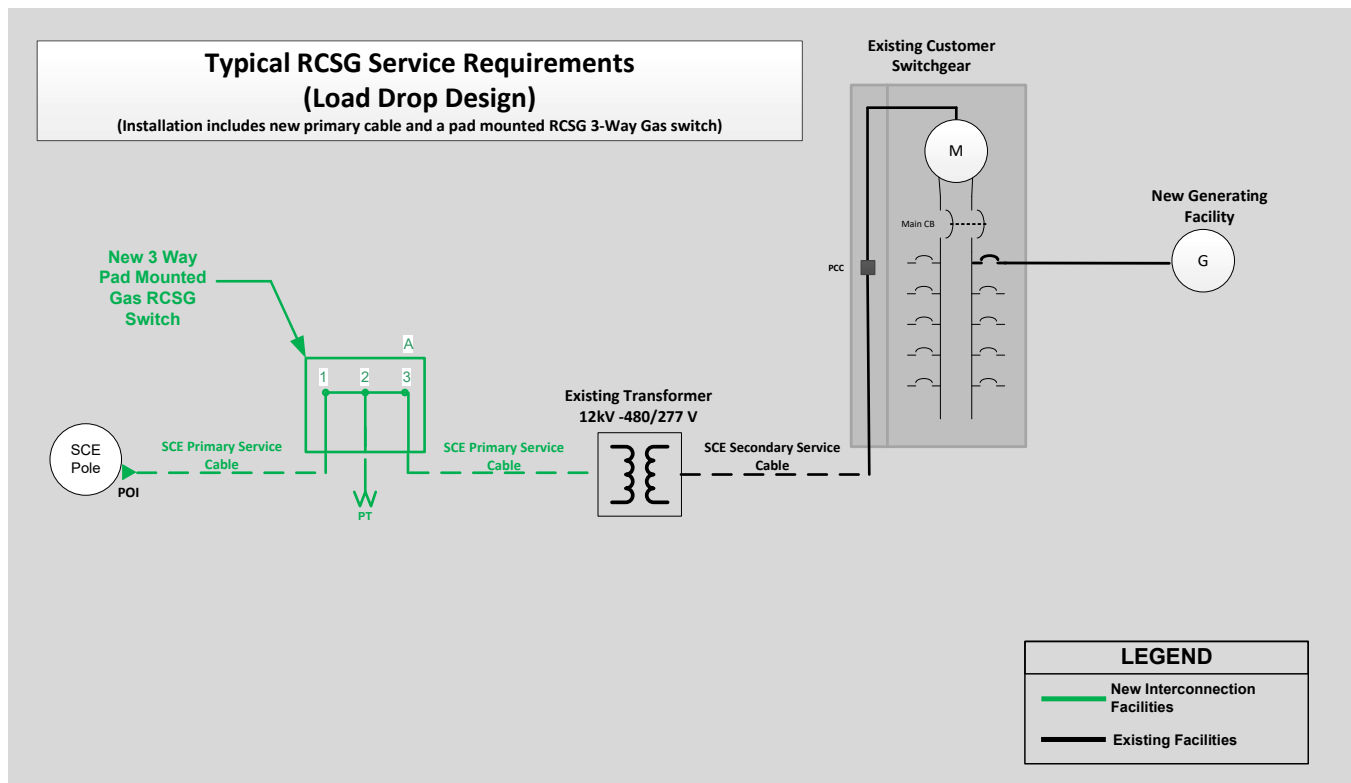 Typical RCSG Service Requirements
(Load Drop Design)
(Installation includes new primary cable and a pad mounted RCSG 3-Way Gas switch)
Existing Customer
Switchgear
M
Main CB
PCC
New Generating
Facility
G
New 3 Way
Pad Mounted
Gas RCSG
Switch
A
1 2 3
SCE
Pole
POI
SCE Primary Service
Cable
PT
SCE Primary Service
Cable
Existing Transformer
12kV -480/277 V
SCE Secondary Service
Cable
LEGEND
New Interconnection
Facilities
Existing Facilities